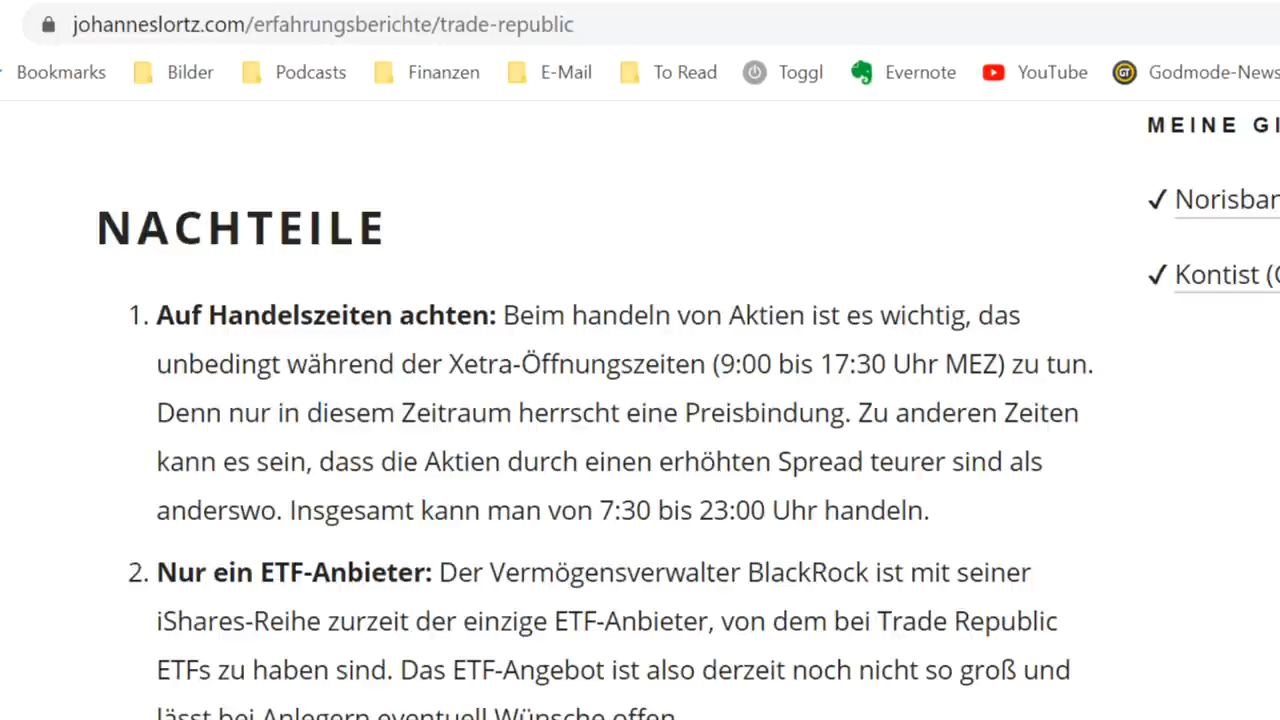 johanneslortz.com/erfahrungsberichte/trade-republic
Bookmarks Bilder Podcasts Finanzen E-Mail To Read Toggl Evernote YouTube Godmode-News
MEINE GI
✓ Norisban
✓ Kontist (
NACHTEILE
1. Auf Handelszeiten achten: Beim handeln von Aktien ist es wichtig, das
unbedingt während der Xetra-Öffnungszeiten (9:00 bis 17:30 Uhr MEZ) zu tun.
Denn nur in diesem Zeitraum herrscht eine Preisbindung. Zu anderen Zeiten
kann es sein, dass die Aktien durch einen erhöhten Spread teurer sind als
anderswo. Insgesamt kann man von 7:30 bis 23:00 Uhr handeln.
2. Nur ein ETF-Anbieter: Der Vermögensverwalter BlackRock ist mit seiner
iShares-Reihe zurzeit der einzige ETF-Anbieter, von dem bei Trade Republic
ETFs zu haben sind. Das ETF-Angebot ist also derzeit noch nicht so groß und
lässt bei Anlegern eventuell Wünsche offen.